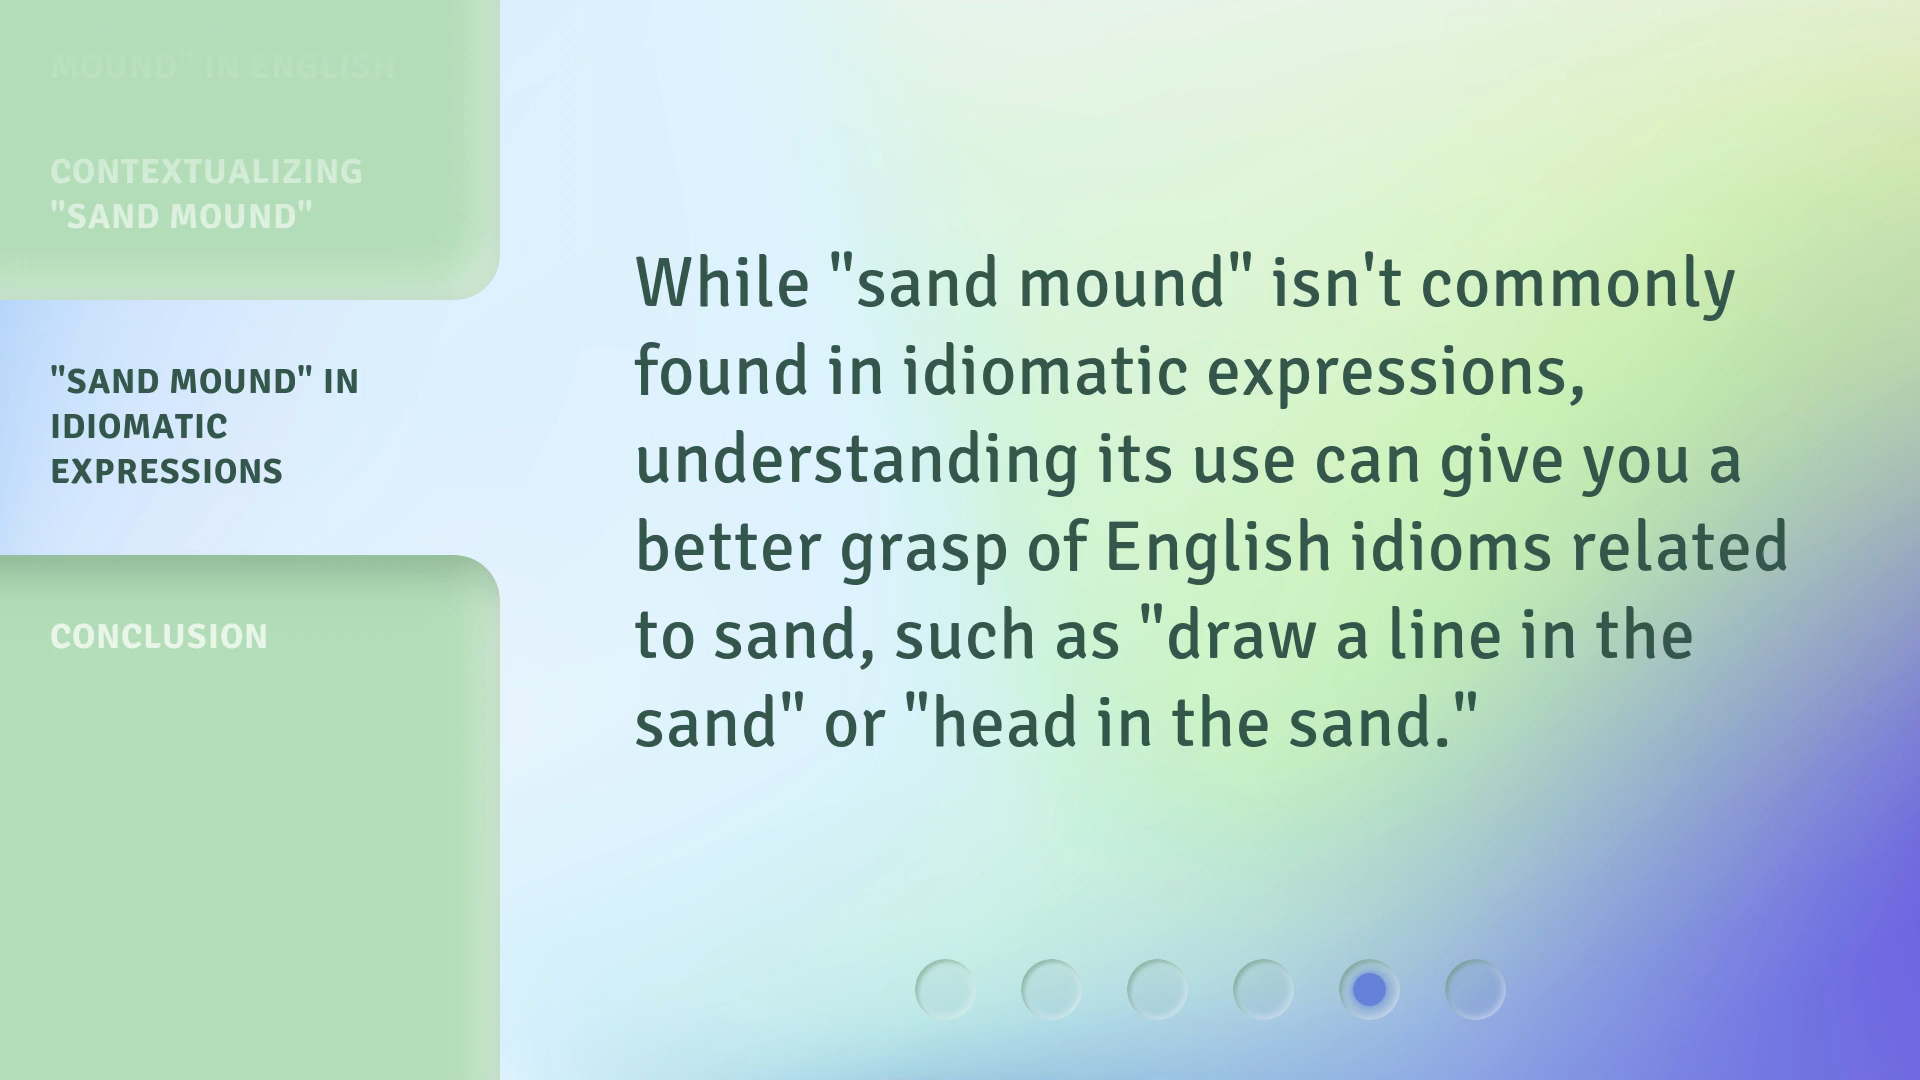 MOUND" IN ENGLISH
CONTEXTUALIZING
"SAND MOUND"
"SAND MOUND" IN
IDIOMATIC
EXPRESSIONS
CONCLUSION
While "sand mound" isn't commonly
found in idiomatic expressions,
understanding its use can give you a
better grasp of English idioms related
to sand, such as "draw a line in the
sand" or "head in the sand."